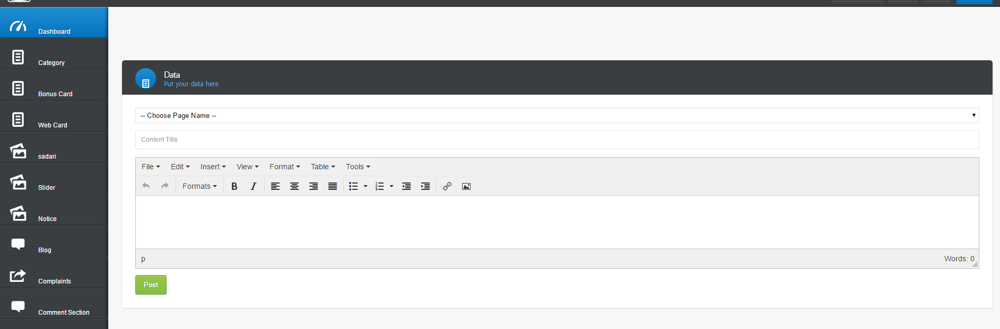 Dashboard
Category
Bonus Card
Web Card
sadari
Slider
Notice
Blog
Complaints
Comment Section
Data
Put your data here
-- Choose Page Name --
Content Title
File Edit Insert View Format Table Tools
Formats B I
p Words: 0
Post